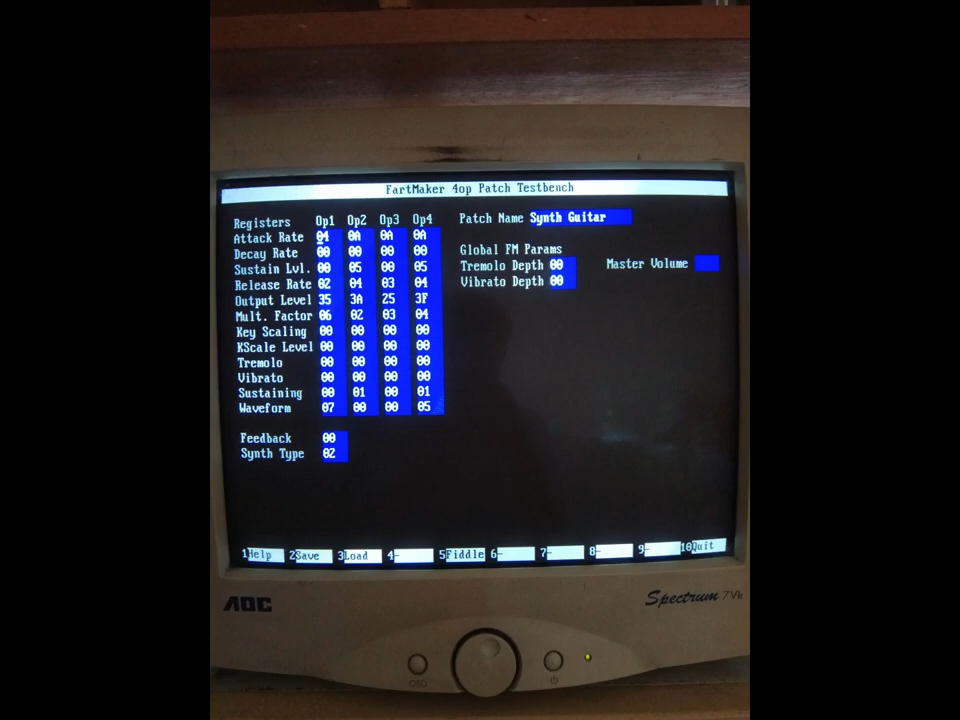 FartMaker 4op Patch Testbench
Registers Op1 Op2 Op3 Op4 Patch Name Synth Guitar
Attack Rate 04 0A 0A 0A
Decay Rate 00 00 00 00 Global FM Params
Sustain Lvl. 00 05 00 05 Tremolo Depth 00 Master Volume
Release Rate 02 04 03 04 Vibrato Depth 00
Output Level 35 3A 25 3F
Mult. Factor 06 02 03 04
Key Scaling 00 00 00 00
KScale Level 00 00 00 00
Tremolo 00 00 00 00
Vibrato 00 00 00 00
Sustaining 00 01 00 01
Waveform 07 00 00 05
Feedback 00
Synth Type 02
1Help 2Save 3Load 4- 5Fiddle 6- 7- 8- 9- 10Quit
AOC Spectrum 7Vlr
OSD